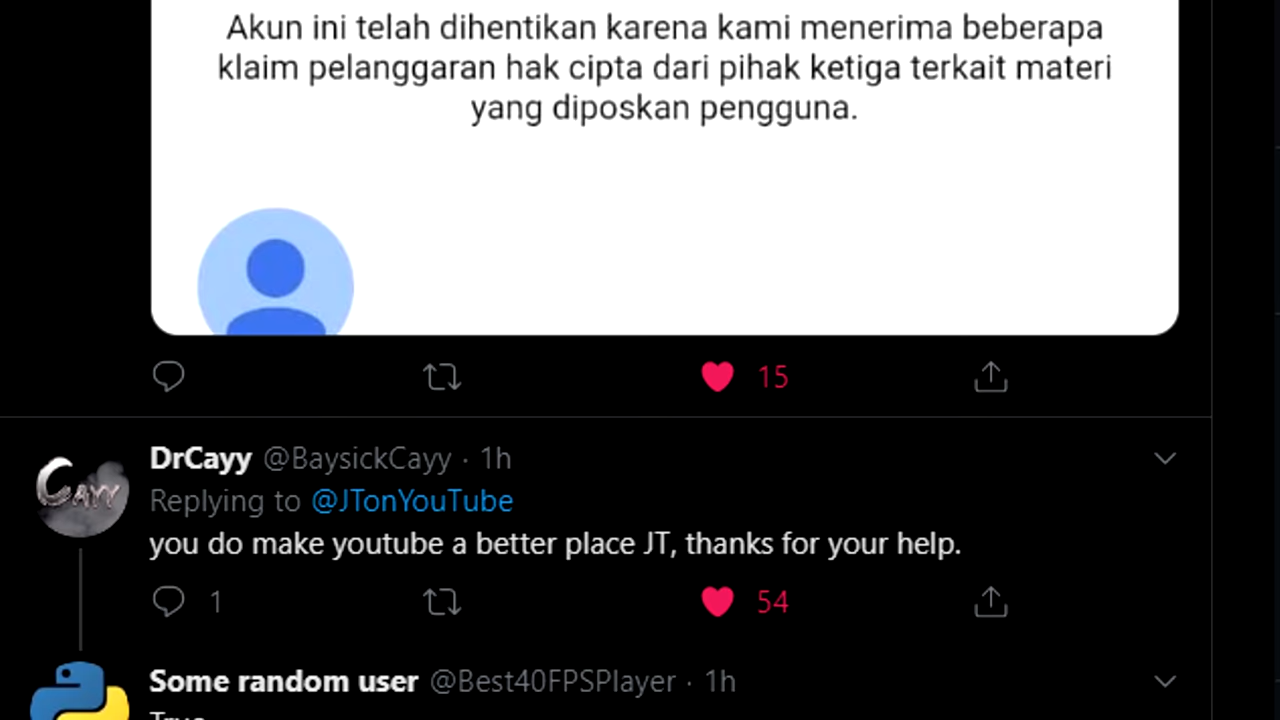 Akun ini telah dihentikan karena kami menerima beberapa
klaim pelanggaran hak cipta dari pihak ketiga terkait materi
yang diposkan pengguna.
15
DrCayy @BaysickCayy · 1h
CAYY
Replying to @JTonYouTube
you do make youtube a better place JT, thanks for your help.
1 54
Some random user @Best40FPSPlayer · 1h
True